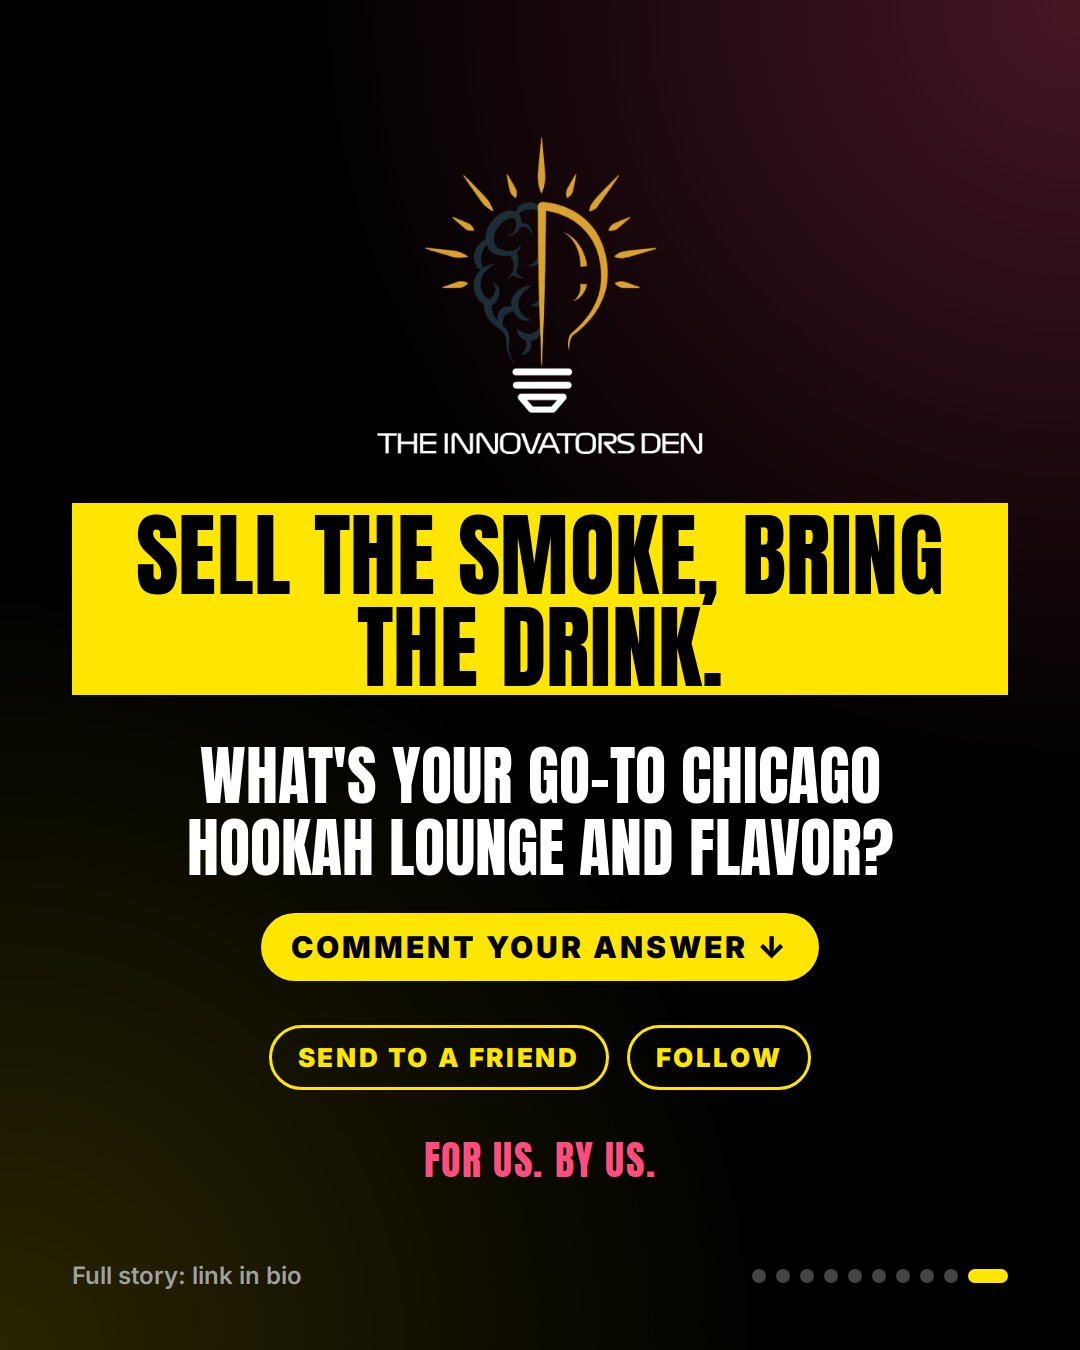 THE INNOVATORS DEN
SELL THE SMOKE, BRING
THE DRINK.
WHAT'S YOUR GO-TO CHICAGO
HOOKAH LOUNGE AND FLAVOR?
COMMENT YOUR ANSWER ↓
SEND TO A FRIEND
FOLLOW
FOR US. BY US.
Full story: link in bio